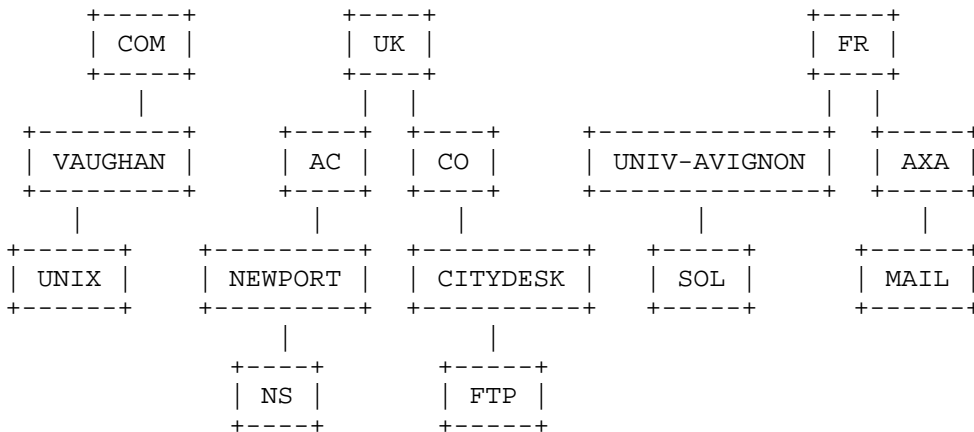 COM UK FR
VAUGHAN AC CO UNIV-AVIGNON AXA
UNIX NEWPORT CITYDESK SOL MAIL
NS FTP